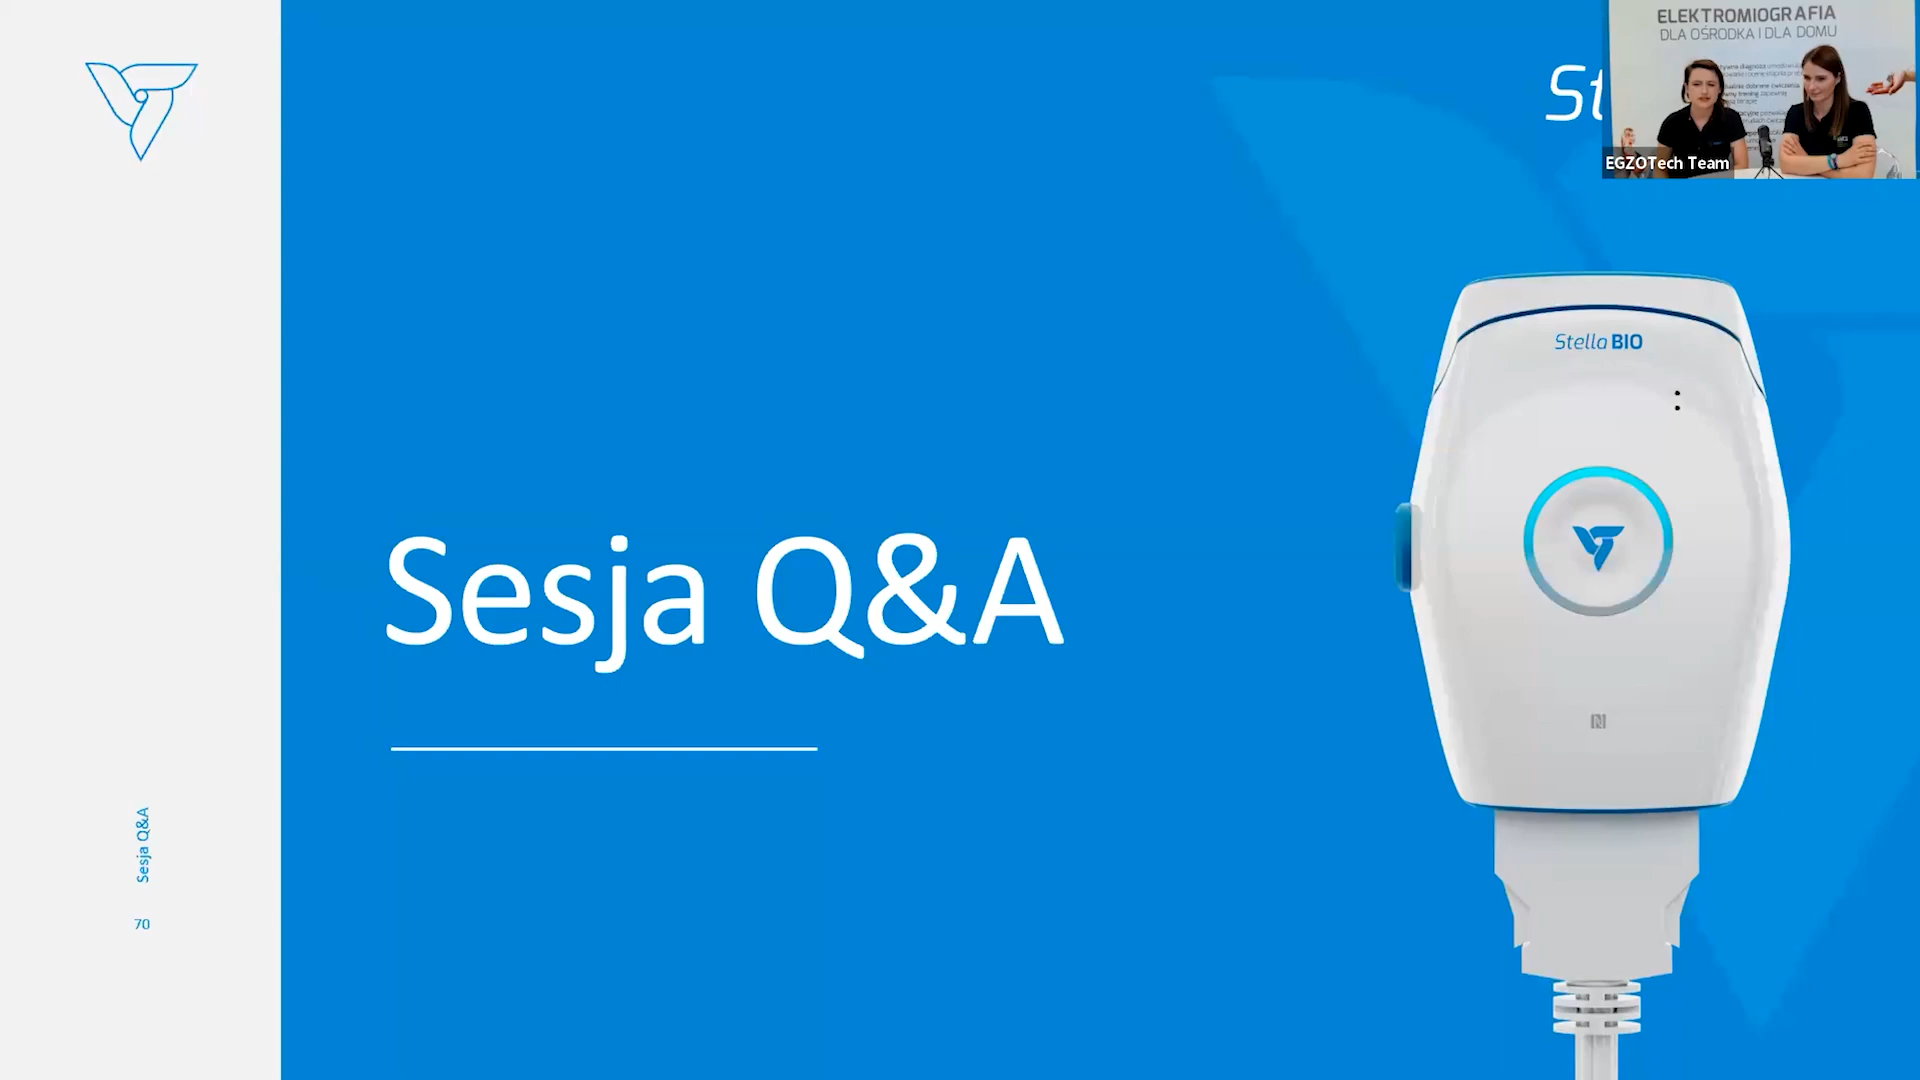 ELEKTROMIOGRAFIA
DLA OŚRODKA I DLA DOMU
EGZOTech Team
St
Stella BIO
Sesja Q&A
Sesja Q&A
70